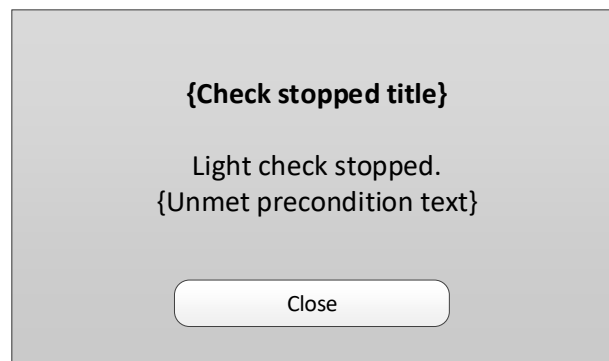 {Check stopped title}
Light check stopped.
{Unmet precondition text}
Close